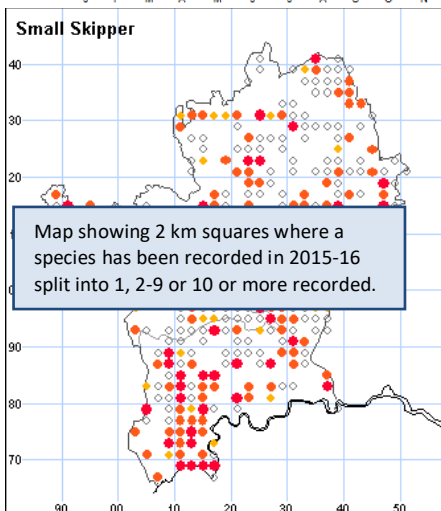 Small Skipper
40
30
20
Map showing 2 km squares where a
species has been recorded in 2015-16
split into 1, 2-9 or 10 or more recorded.
90
80
70
90 00 10 20 30 40 50